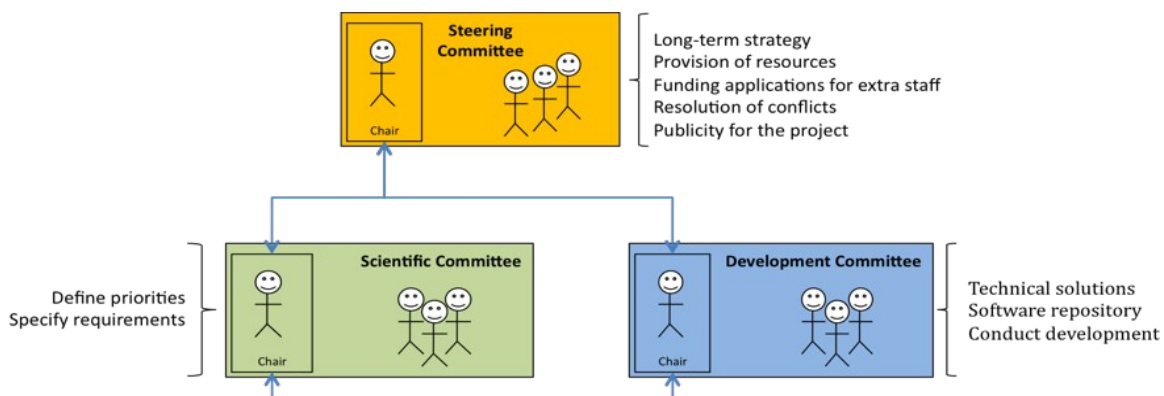 Steering
Committee
Chair
Long-term strategy
Provision of resources
Funding applications for extra staff
Resolution of conflicts
Publicity for the project
Define priorities
Specify requirements
Scientific Committee
Chair
Development Committee
Chair
Technical solutions
Software repository
Conduct development